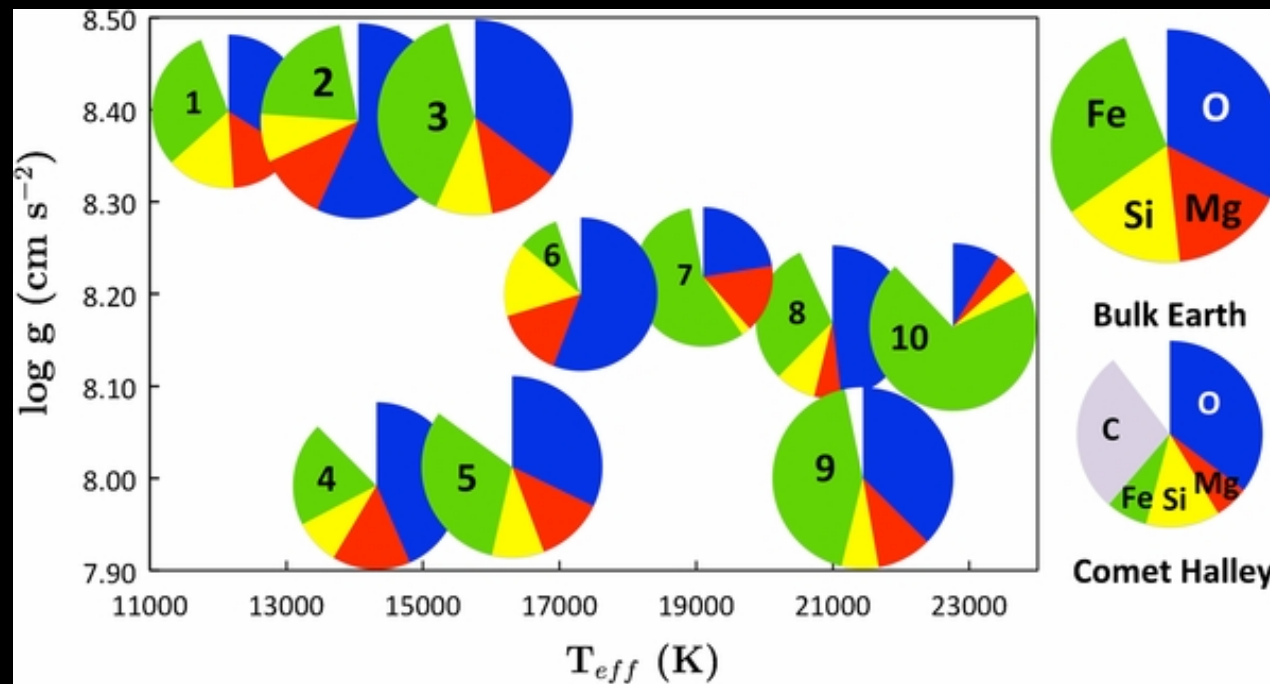 8.50
8.40
8.30
8.20
8.10
8.00
7.90
log g (cm s⁻²)
1
2
3
4
5
6
7
8
9
10
11000 13000 15000 17000 19000 21000 23000
T_eff (K)
Fe O
Si Mg
Bulk Earth
C O
Fe Si Mg
Comet Halley